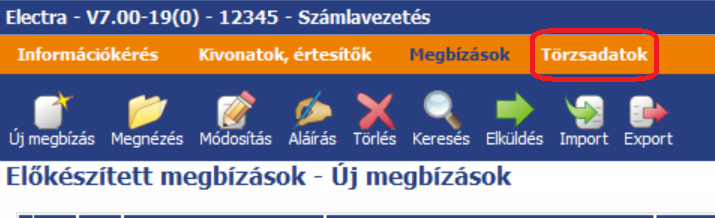 Electra - V7.00-19(0) - 12345 - Számlavezetés
Információkérés Kivonatok, értesítők Megbízások Törzsadatok
Új megbízás Megnézés Módosítás Aláírás Törlés Keresés Elküldés Import Export
Előkészített megbízások - Új megbízások